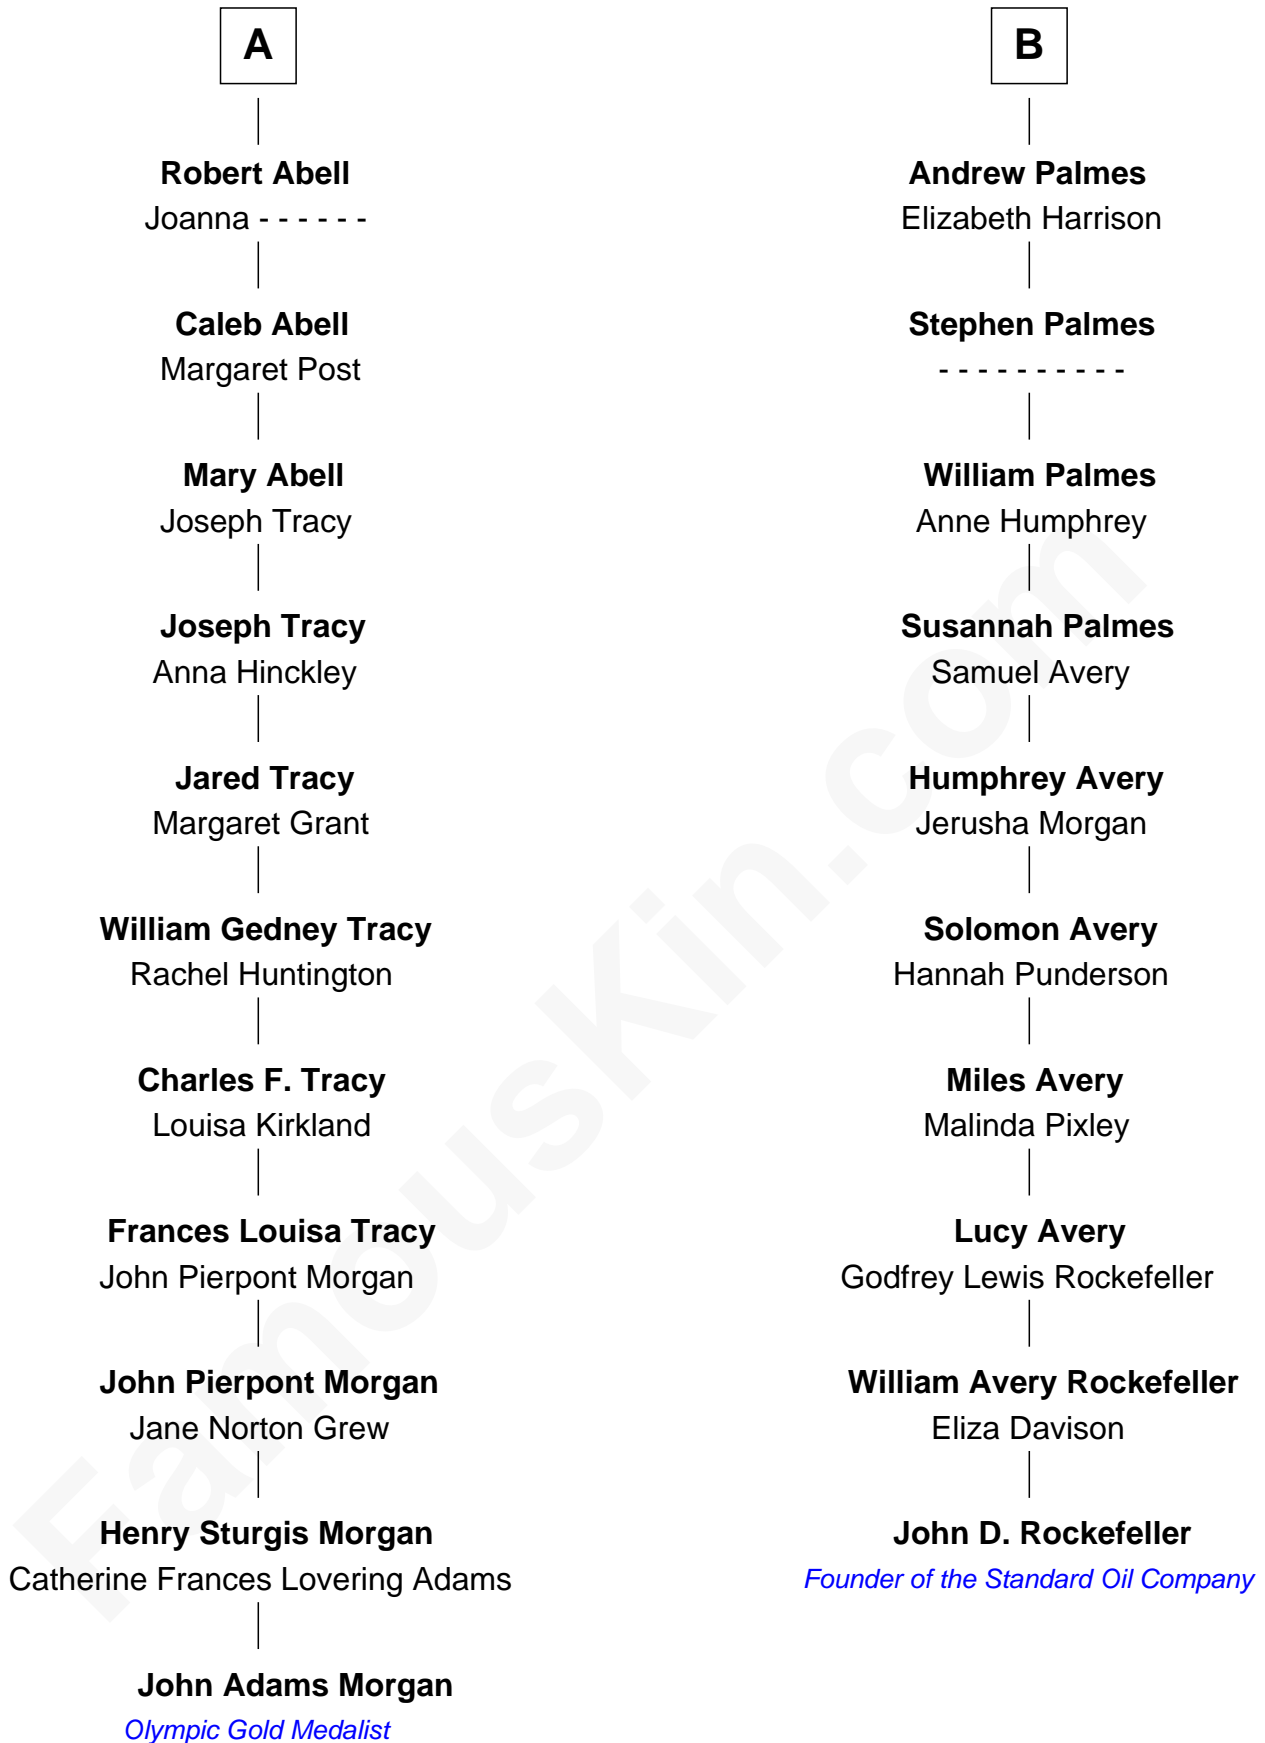 A
Robert Abell
Joanna - - - - - -
Caleb Abell
Margaret Post
Mary Abell
Joseph Tracy
Joseph Tracy
Anna Hinckley
Jared Tracy
Margaret Grant
William Gedney Tracy
Rachel Huntington
Charles F. Tracy
Louisa Kirkland
Frances Louisa Tracy
John Pierpont Morgan
John Pierpont Morgan
Jane Norton Grew
Henry Sturgis Morgan
Catherine Frances Lovering Adams
John Adams Morgan
Olympic Gold Medalist
B
Andrew Palmes
Elizabeth Harrison
Stephen Palmes
- - - - - - - - - -
William Palmes
Anne Humphrey
Susannah Palmes
Samuel Avery
Humphrey Avery
Jerusha Morgan
Solomon Avery
Hannah Punderson
Miles Avery
Malinda Pixley
Lucy Avery
Godfrey Lewis Rockefeller
William Avery Rockefeller
Eliza Davison
John D. Rockefeller
Founder of the Standard Oil Company
FamousKin.com